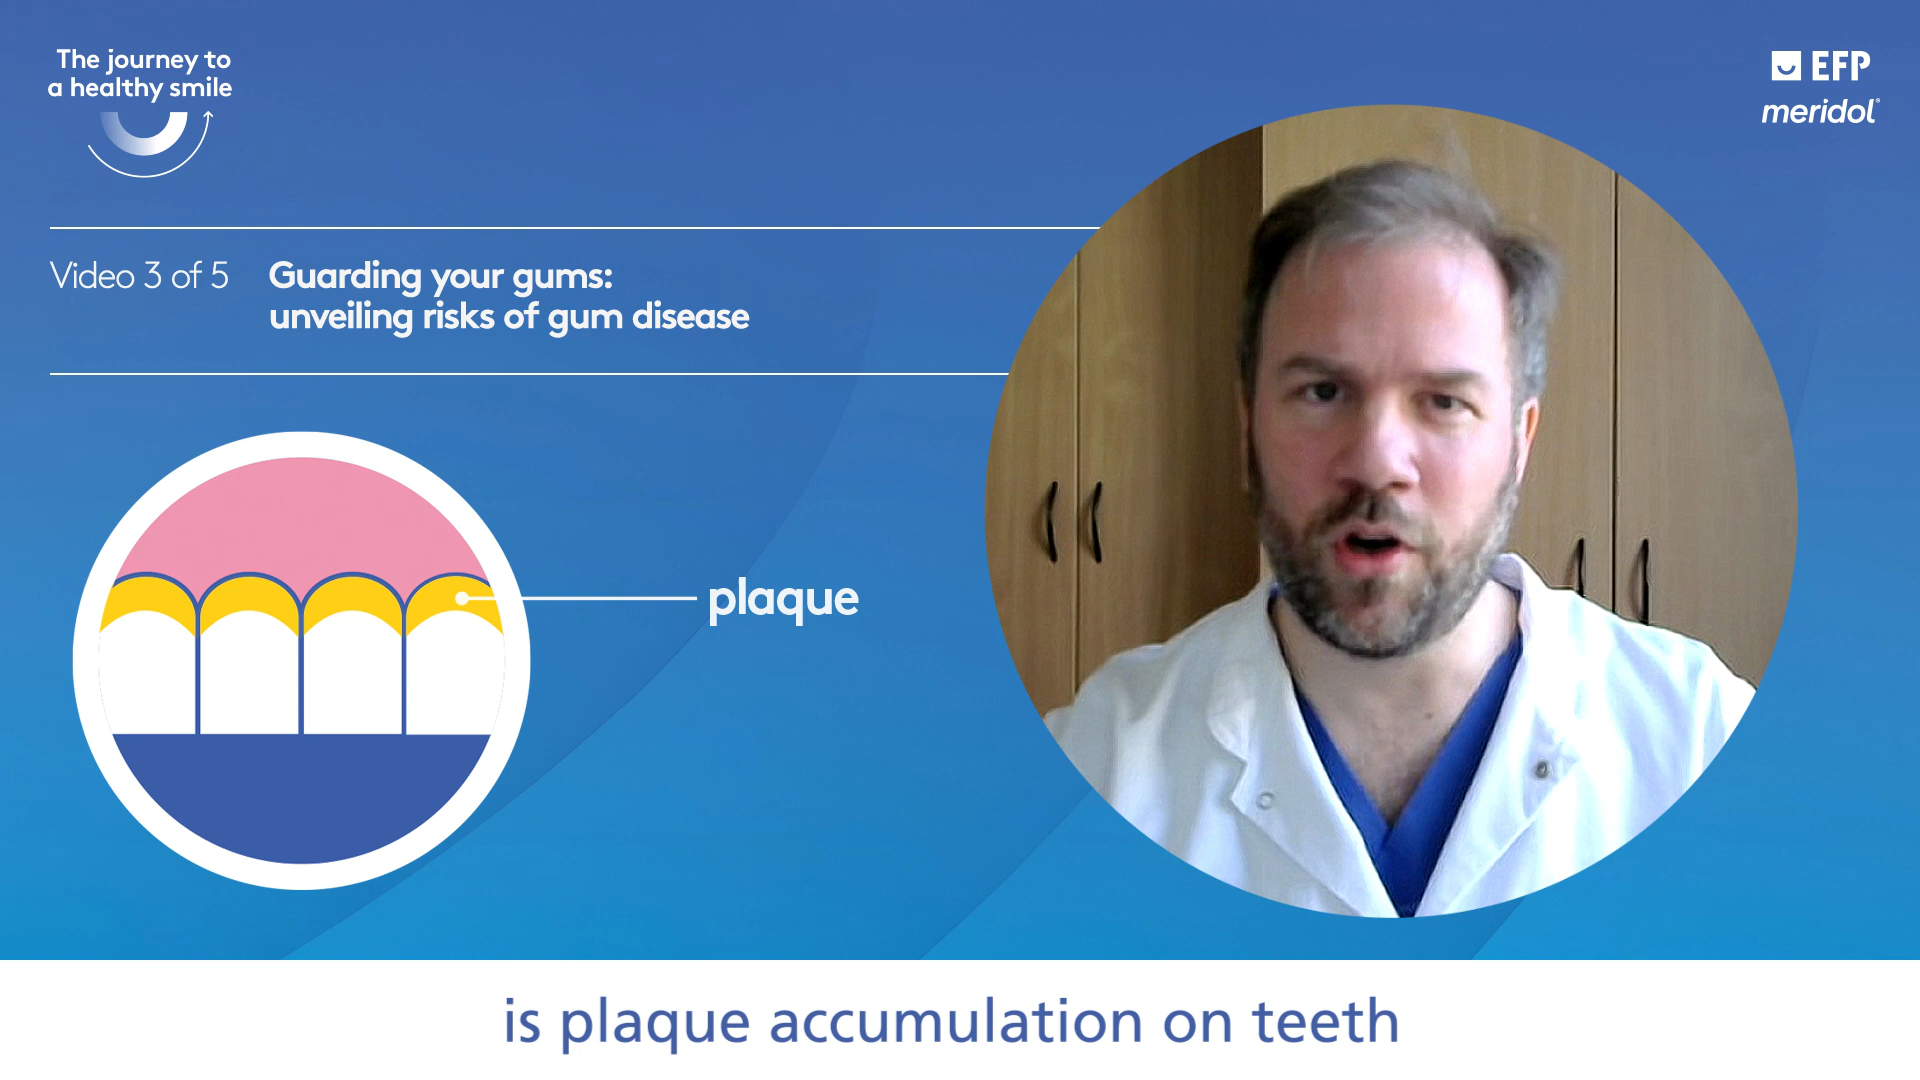 The journey to
a healthy smile
EFP
meridol®
Video 3 of 5
Guarding your gums:
unveiling risks of gum disease
plaque
is plaque accumulation on teeth